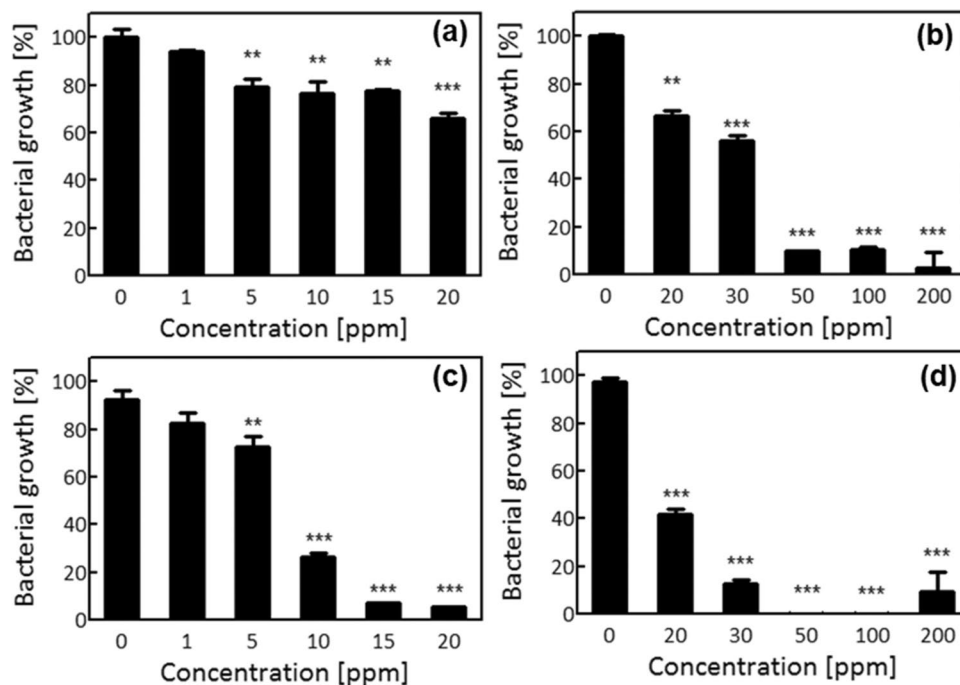 (a)
Bacterial growth [%]
100
80
60
40
20
0
** ** ** ***
0 1 5 10 15 20
Concentration [ppm]
(b)
Bacterial growth [%]
100
80
60
40
20
0
** *** *** *** ***
0 20 30 50 100 200
Concentration [ppm]
(c)
Bacterial growth [%]
100
80
60
40
20
0
** *** *** ***
0 1 5 10 15 20
Concentration [ppm]
(d)
Bacterial growth [%]
100
80
60
40
20
0
*** *** *** *** ***
0 20 30 50 100 200
Concentration [ppm]